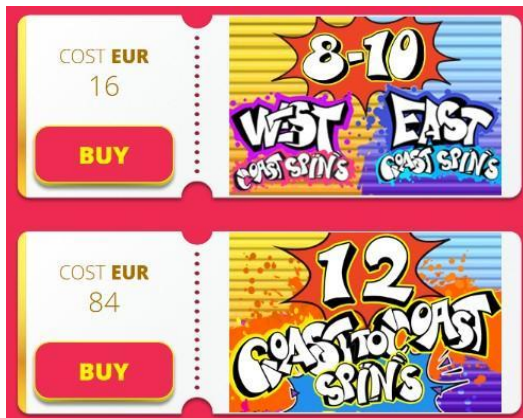 COST EUR
16
BUY
8-10
WEST
COAST SPINS
EAST
COAST SPINS
COST EUR
84
BUY
12
COAST TO COAST
SPINS